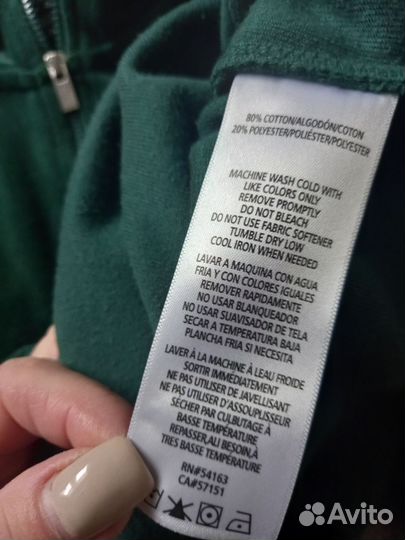 80% COTTON/ALGODÓN/COTON
20% POLYESTER/POLIÉSTER/POLYESTER
MACHINE WASH COLD WITH
LIKE COLORS ONLY
REMOVE PROMPTLY
DO NOT BLEACH
DO NOT USE FABRIC SOFTENER
TUMBLE DRY LOW
COOL IRON WHEN NEEDED
LAVAR A MAQUINA CON AGUA
FRIA Y CON COLORES IGUALES
REMOVER RAPIDAMENTE
NO USAR BLANQUEADOR
NO USAR SUAVISADOR DE TELA
SECAR A TEMPERATURA BAJA
PLANCHA FRIA SI NECESITA
LAVER À LA MACHINE À L'EAU FROIDE
SORTIR IMMÉDIATEMENT
NE PAS UTILISER DE JAVELLISANT
NE PAS UTILISER D'ASSOUPLISSEUR
SÉCHER PAR CULBUTAGE À
BASSE TEMPÉRATURE
REPASSER,AU BESOIN,À
TRES BASSE TEMPÉRATURE
RN#54163
CA#57151
Avito